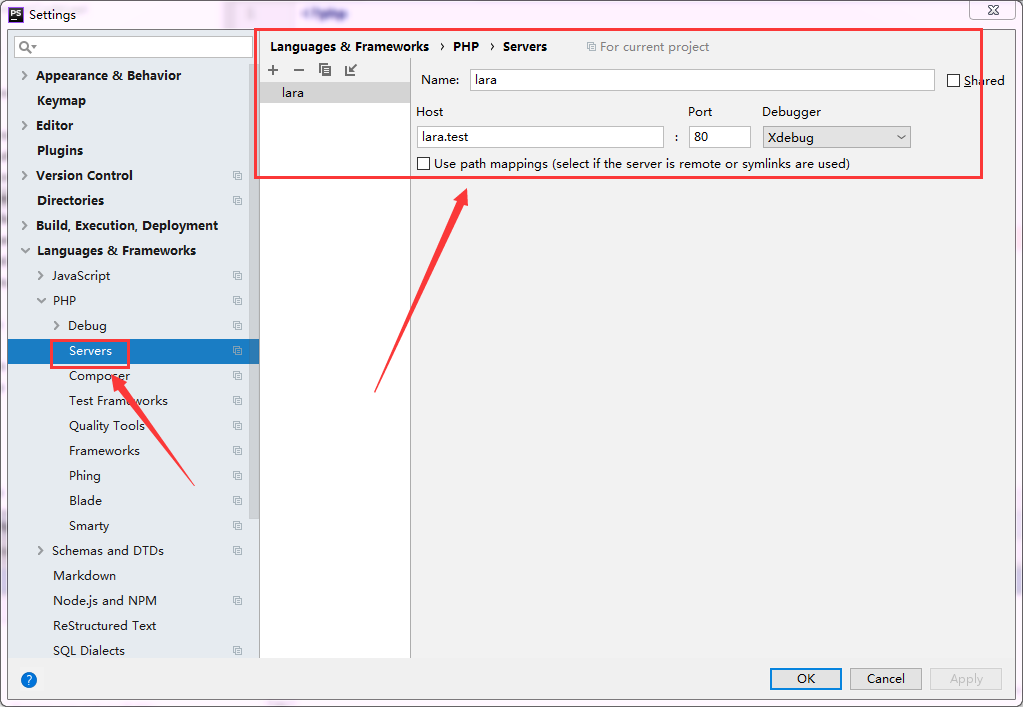 PS Settings
Appearance & Behavior
Keymap
Editor
Plugins
Version Control
Directories
Build, Execution, Deployment
Languages & Frameworks
JavaScript
PHP
Debug
Servers
Composer
Test Frameworks
Quality Tools
Frameworks
Phing
Blade
Smarty
Schemas and DTDs
Markdown
Node.js and NPM
ReStructured Text
SQL Dialects
Languages & Frameworks › PHP › Servers For current project
lara
Name: lara Shared
Host Port Debugger
lara.test : 80 Xdebug
Use path mappings (select if the server is remote or symlinks are used)
? OK Cancel Apply